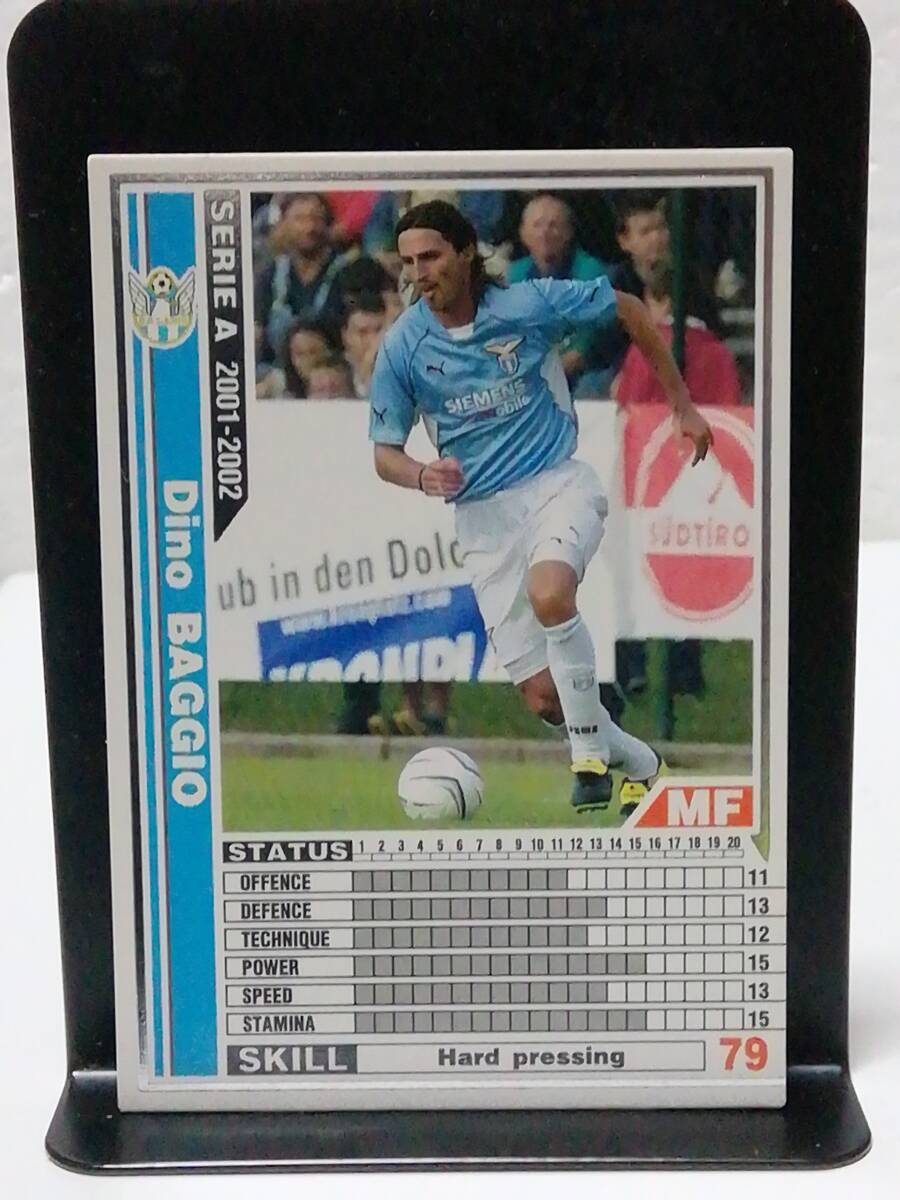 SERIE A 2001-2002
Dino BAGGIO
SIEMENS
mobile
ub in den Dolo
SÜDTIRO
MF
STATUS 1 2 3 4 5 6 7 8 9 10 11 12 13 14 15 16 17 18 19 20
OFFENCE 11
DEFENCE 13
TECHNIQUE 12
POWER 15
SPEED 13
STAMINA 15
SKILL Hard pressing 79